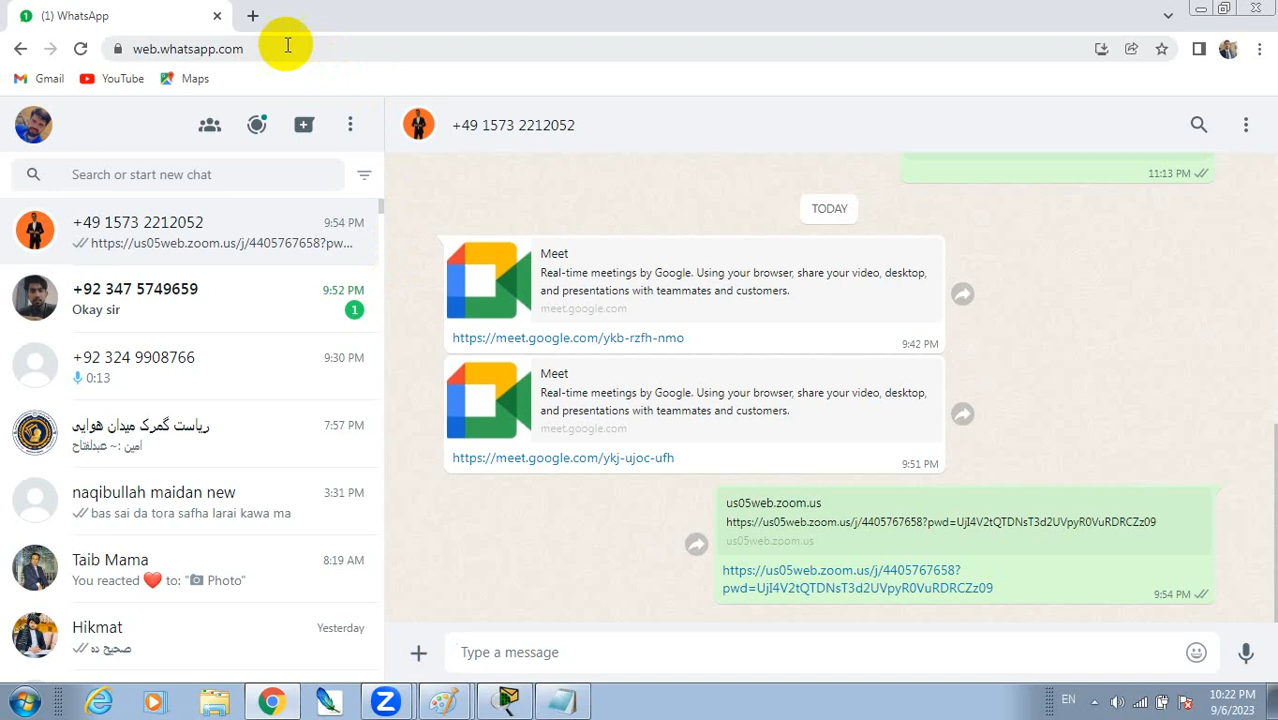 (1) WhatsApp
web.whatsapp.com
Gmail
YouTube
Maps
Search or start new chat
+49 1573 2212052
9:54 PM
https://us05web.zoom.us/j/4405767658?pw...
+92 347 5749659
9:52 PM
Okay sir
1
+92 324 9908766
9:30 PM
0:13
ریاست گمرک میدان هوایی
7:57 PM
امین: ~ عبدلفتاح
naqibullah maidan new
3:31 PM
bas sai da tora safha larai kawa ma
Taib Mama
8:19 AM
You reacted ❤️ to: "📷 Photo"
Hikmat
Yesterday
صحیح ده
+49 1573 2212052
11:13 PM
TODAY
Meet
Real-time meetings by Google. Using your browser, share your video, desktop,
and presentations with teammates and customers.
meet.google.com
https://meet.google.com/ykb-rzfh-nmo
9:42 PM
Meet
Real-time meetings by Google. Using your browser, share your video, desktop,
and presentations with teammates and customers.
meet.google.com
https://meet.google.com/ykj-ujoc-ufh
9:51 PM
us05web.zoom.us
https://us05web.zoom.us/j/4405767658?pwd=UjI4V2tQTDNsT3d2UVpyR0VuRDRCZz09
us05web.zoom.us
https://us05web.zoom.us/j/4405767658?
pwd=UjI4V2tQTDNsT3d2UVpyR0VuRDRCZz09
9:54 PM
Type a message
EN
10:22 PM
9/6/2023